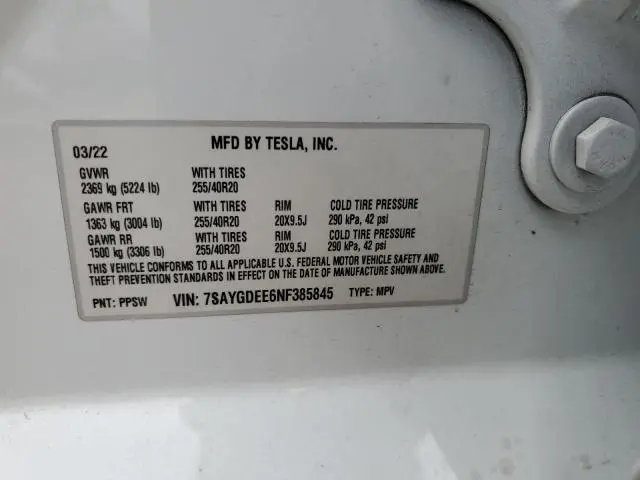 03/22 MFD BY TESLA, INC.
GVWR WITH TIRES
2369 kg (5224 lb) 255/40R20
GAWR FRT WITH TIRES RIM COLD TIRE PRESSURE
1363 kg (3004 lb) 255/40R20 20X9.5J 290 kPa, 42 psi
GAWR RR WITH TIRES RIM COLD TIRE PRESSURE
1500 kg (3306 lb) 255/40R20 20X9.5J 290 kPa, 42 psi
THIS VEHICLE CONFORMS TO ALL APPLICABLE U.S. FEDERAL MOTOR VEHICLE SAFETY AND
THEFT PREVENTION STANDARDS IN EFFECT ON THE DATE OF MANUFACTURE SHOWN ABOVE.
PNT: PPSW VIN: 7SAYGDEE6NF385845 TYPE: MPV